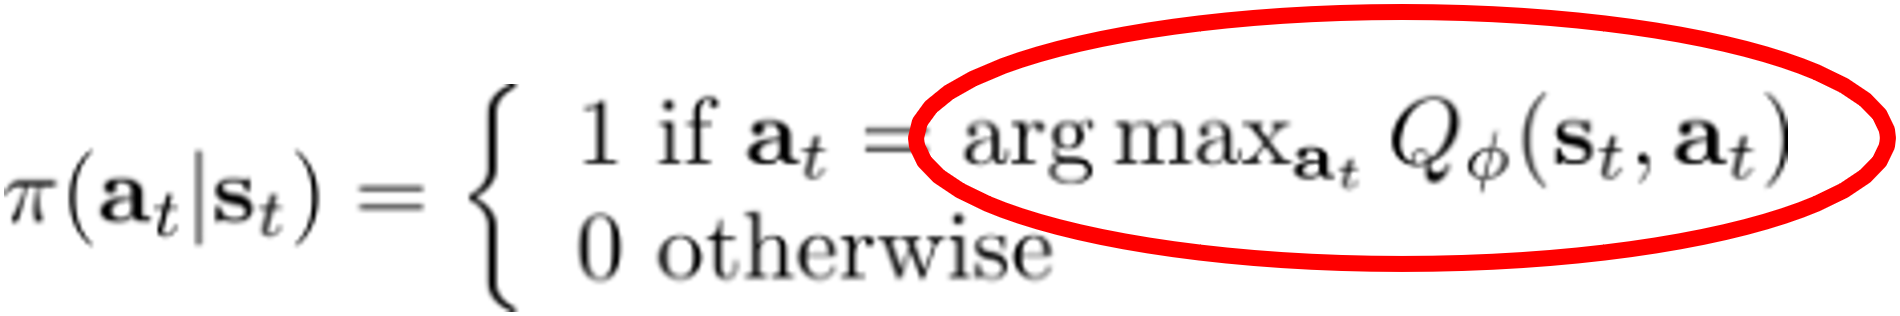 π(a_t|s_t) = { 1 if a_t = arg max_{a_t} Q_ϕ(s_t, a_t)
0 otherwise